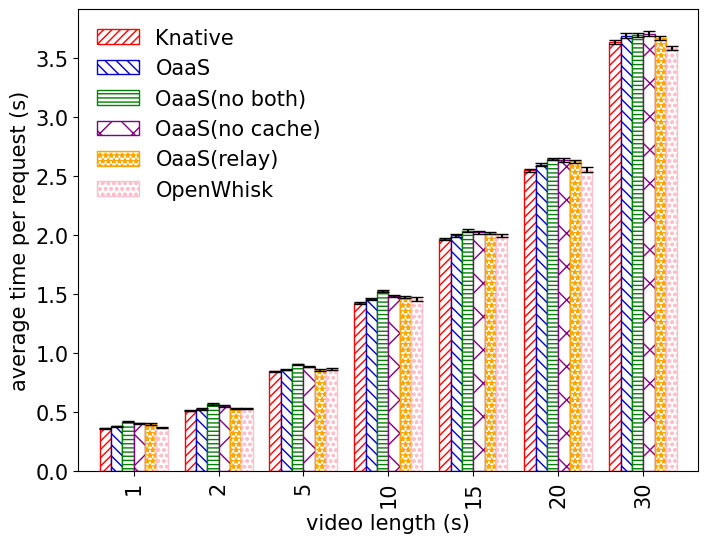 Knative
OaaS
OaaS(no both)
OaaS(no cache)
OaaS(relay)
OpenWhisk
average time per request (s)
3.5
3.0
2.5
2.0
1.5
1.0
0.5
0.0
1 2 5 10 15 20 30
video length (s)